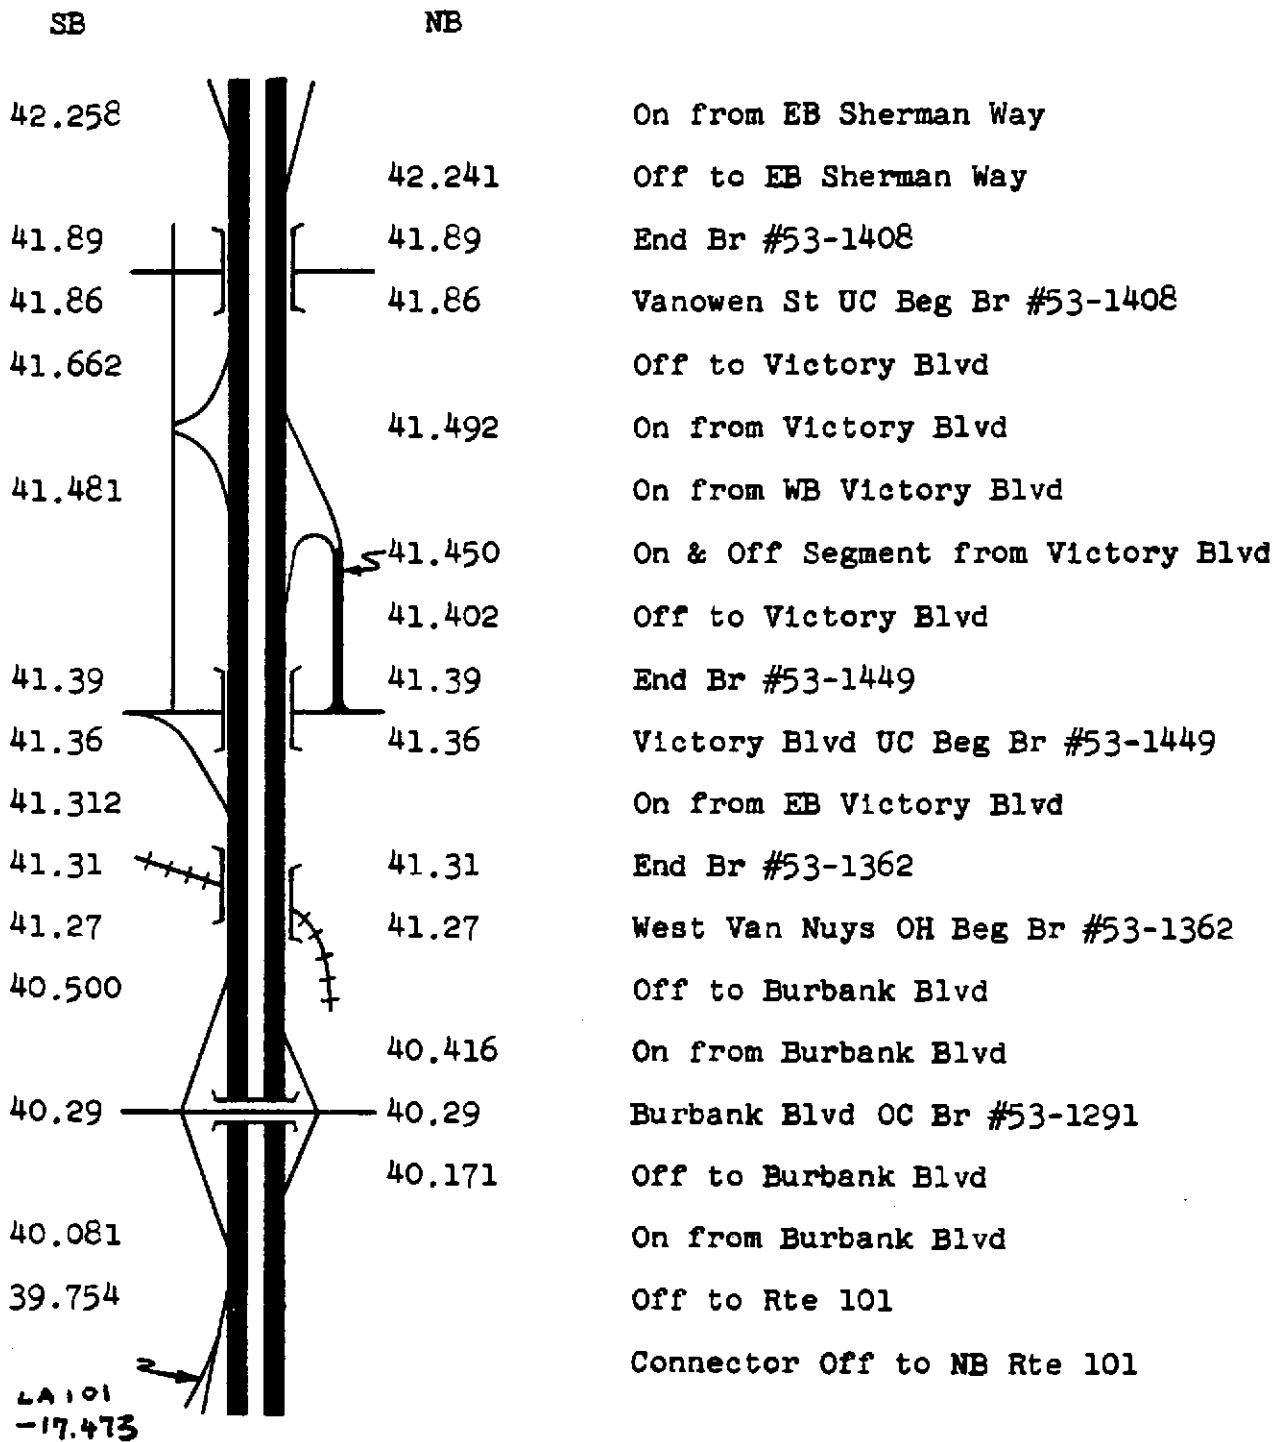 SB NB
42.258 On from EB Sherman Way
42.241 Off to EB Sherman Way
41.89 41.89 End Br #53-1408
41.86 41.86 Vanowen St UC Beg Br #53-1408
41.662 Off to Victory Blvd
41.492 On from Victory Blvd
41.481 On from WB Victory Blvd
41.450 On & Off Segment from Victory Blvd
41.402 Off to Victory Blvd
41.39 41.39 End Br #53-1449
41.36 41.36 Victory Blvd UC Beg Br #53-1449
41.312 On from EB Victory Blvd
41.31 41.31 End Br #53-1362
41.27 41.27 West Van Nuys OH Beg Br #53-1362
40.500 Off to Burbank Blvd
40.416 On from Burbank Blvd
40.29 40.29 Burbank Blvd OC Br #53-1291
40.171 Off to Burbank Blvd
40.081 On from Burbank Blvd
39.754 Off to Rte 101
Connector Off to NB Rte 101
LA101
-17.473